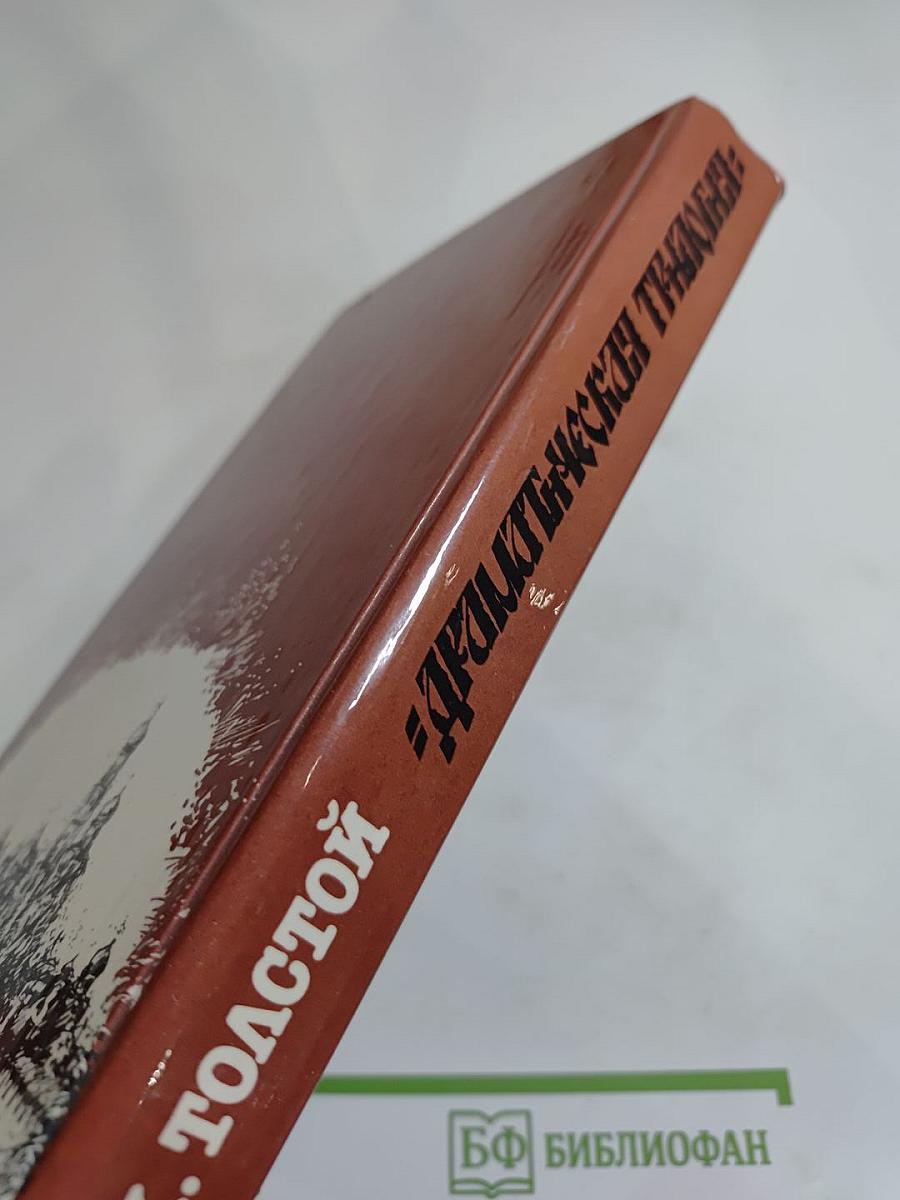 . ТОЛСТОЙ
=Драматическая трилогия=
БФ БИБЛИОФАН